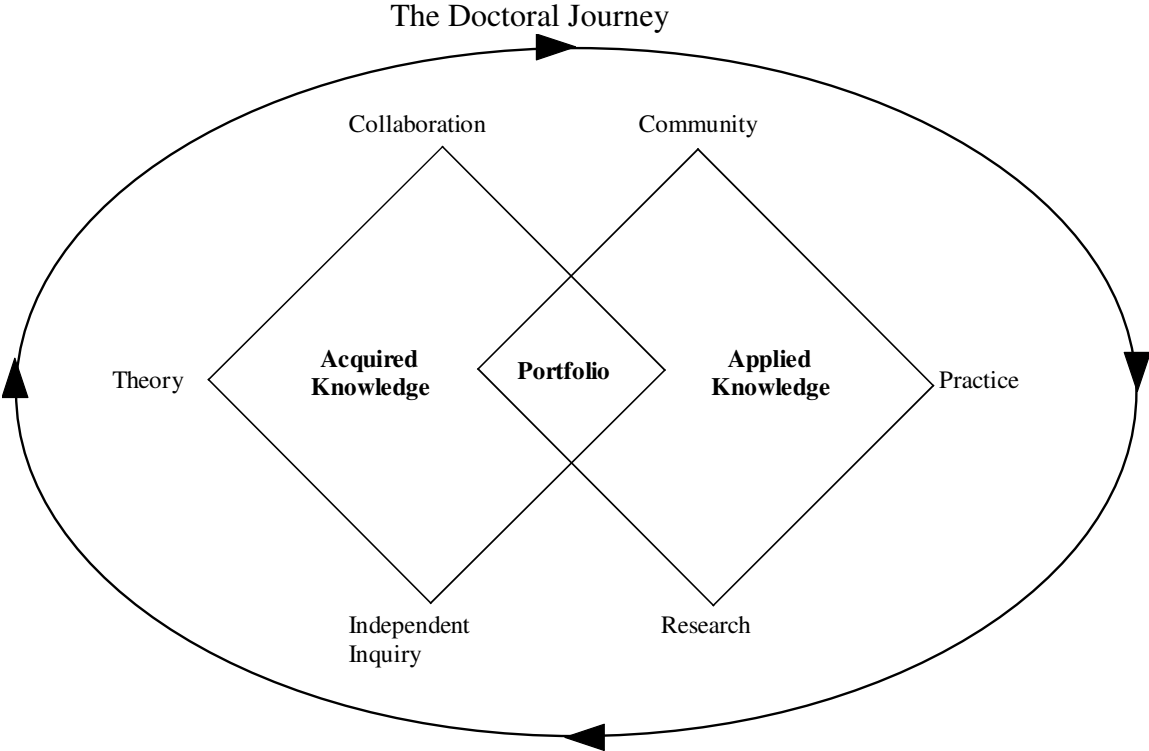 The Doctoral Journey
Collaboration
Community
Theory
Acquired
Knowledge
Portfolio
Applied
Knowledge
Practice
Independent
Inquiry
Research